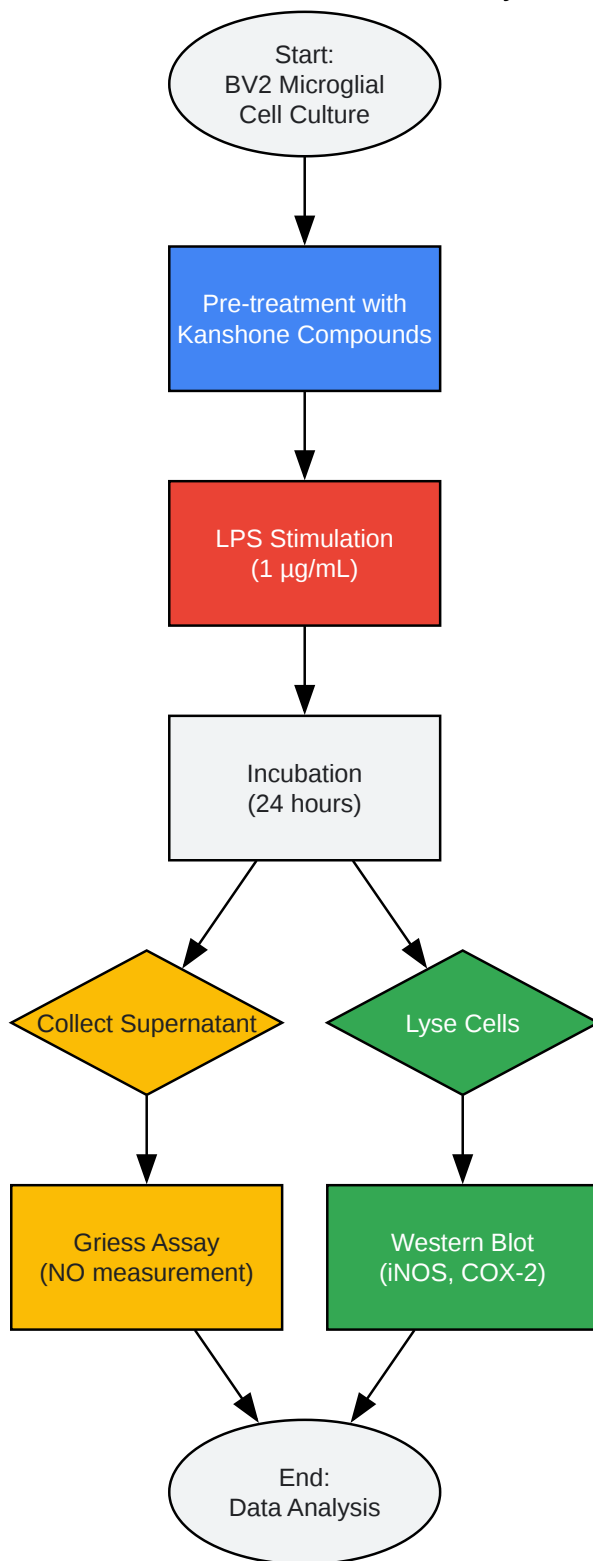 Start:
BV2 Microglial
Cell Culture
Pre-treatment with
Kanshone Compounds
LPS Stimulation
(1 µg/mL)
Incubation
(24 hours)
Collect Supernatant
Lyse Cells
Griess Assay
(NO measurement)
Western Blot
(iNOS, COX-2)
End:
Data Analysis